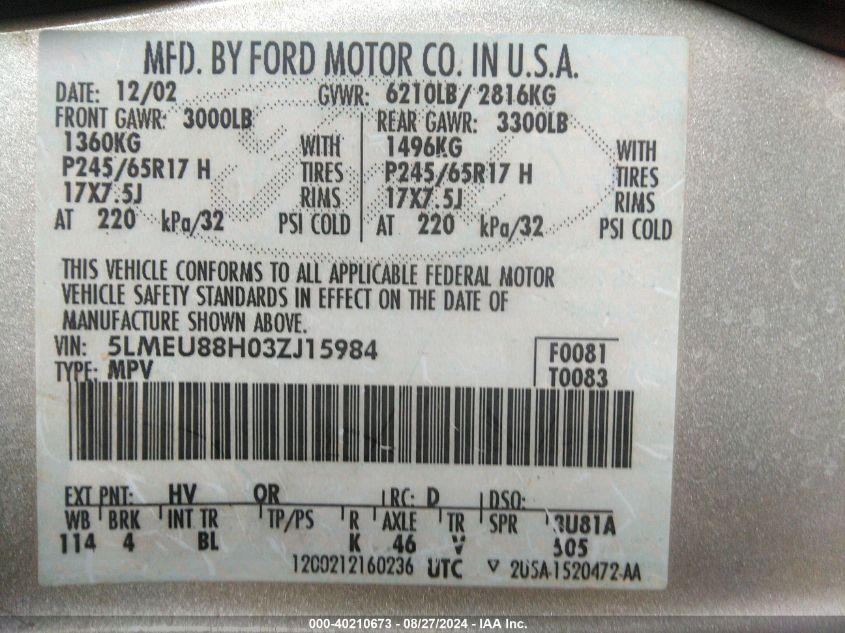 MFD. BY FORD MOTOR CO. IN U.S.A.
DATE: 12/02 GVWR: 6210LB/ 2816KG
FRONT GAWR: 3000LB REAR GAWR: 3300LB
1360KG WITH 1496KG WITH
P245/65R17 H TIRES P245/65R17 H TIRES
17X7.5J RIMS 17X7.5J RIMS
AT 220 kPa/32 PSI COLD AT 220 kPa/32 PSI COLD
THIS VEHICLE CONFORMS TO ALL APPLICABLE FEDERAL MOTOR
VEHICLE SAFETY STANDARDS IN EFFECT ON THE DATE OF
MANUFACTURE SHOWN ABOVE.
VIN: 5LMEU88H03ZJ15984 F0081
TYPE: MPV T0083
EXT PNT: HV OR RC: D DSO:
WB BRK INT TR TP/PS R AXLE TR SPR 3U81A
114 4 BL K 46 V
1200212160236 UTC 2U5A-1520472-AA
000-40210673 - 08/27/2024 - IAA Inc.